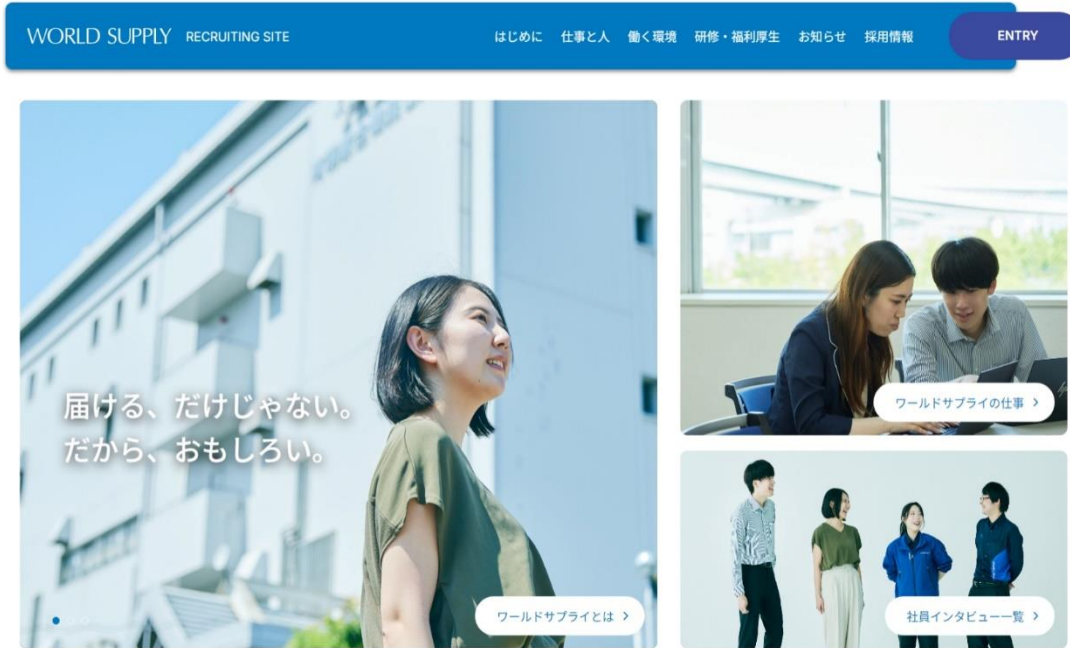 WORLD SUPPLY RECRUITING SITE はじめに 仕事と人 働く環境 研修・福利厚生 お知らせ 採用情報 ENTRY
届ける、だけじゃない。
だから、おもしろい。
ワールドサプライとは
ワールドサプライの仕事
社員インタビュー一覧